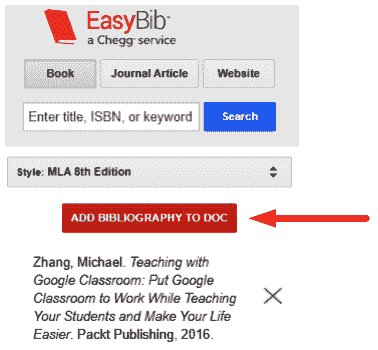 EasyBib™
a Chegg® service
Book Journal Article Website
Enter title, ISBN, or keyword Search
Style: MLA 8th Edition
ADD BIBLIOGRAPHY TO DOC
Zhang, Michael. Teaching with
Google Classroom: Put Google
Classroom to Work While Teaching
Your Students and Make Your Life
Easier. Packt Publishing, 2016.